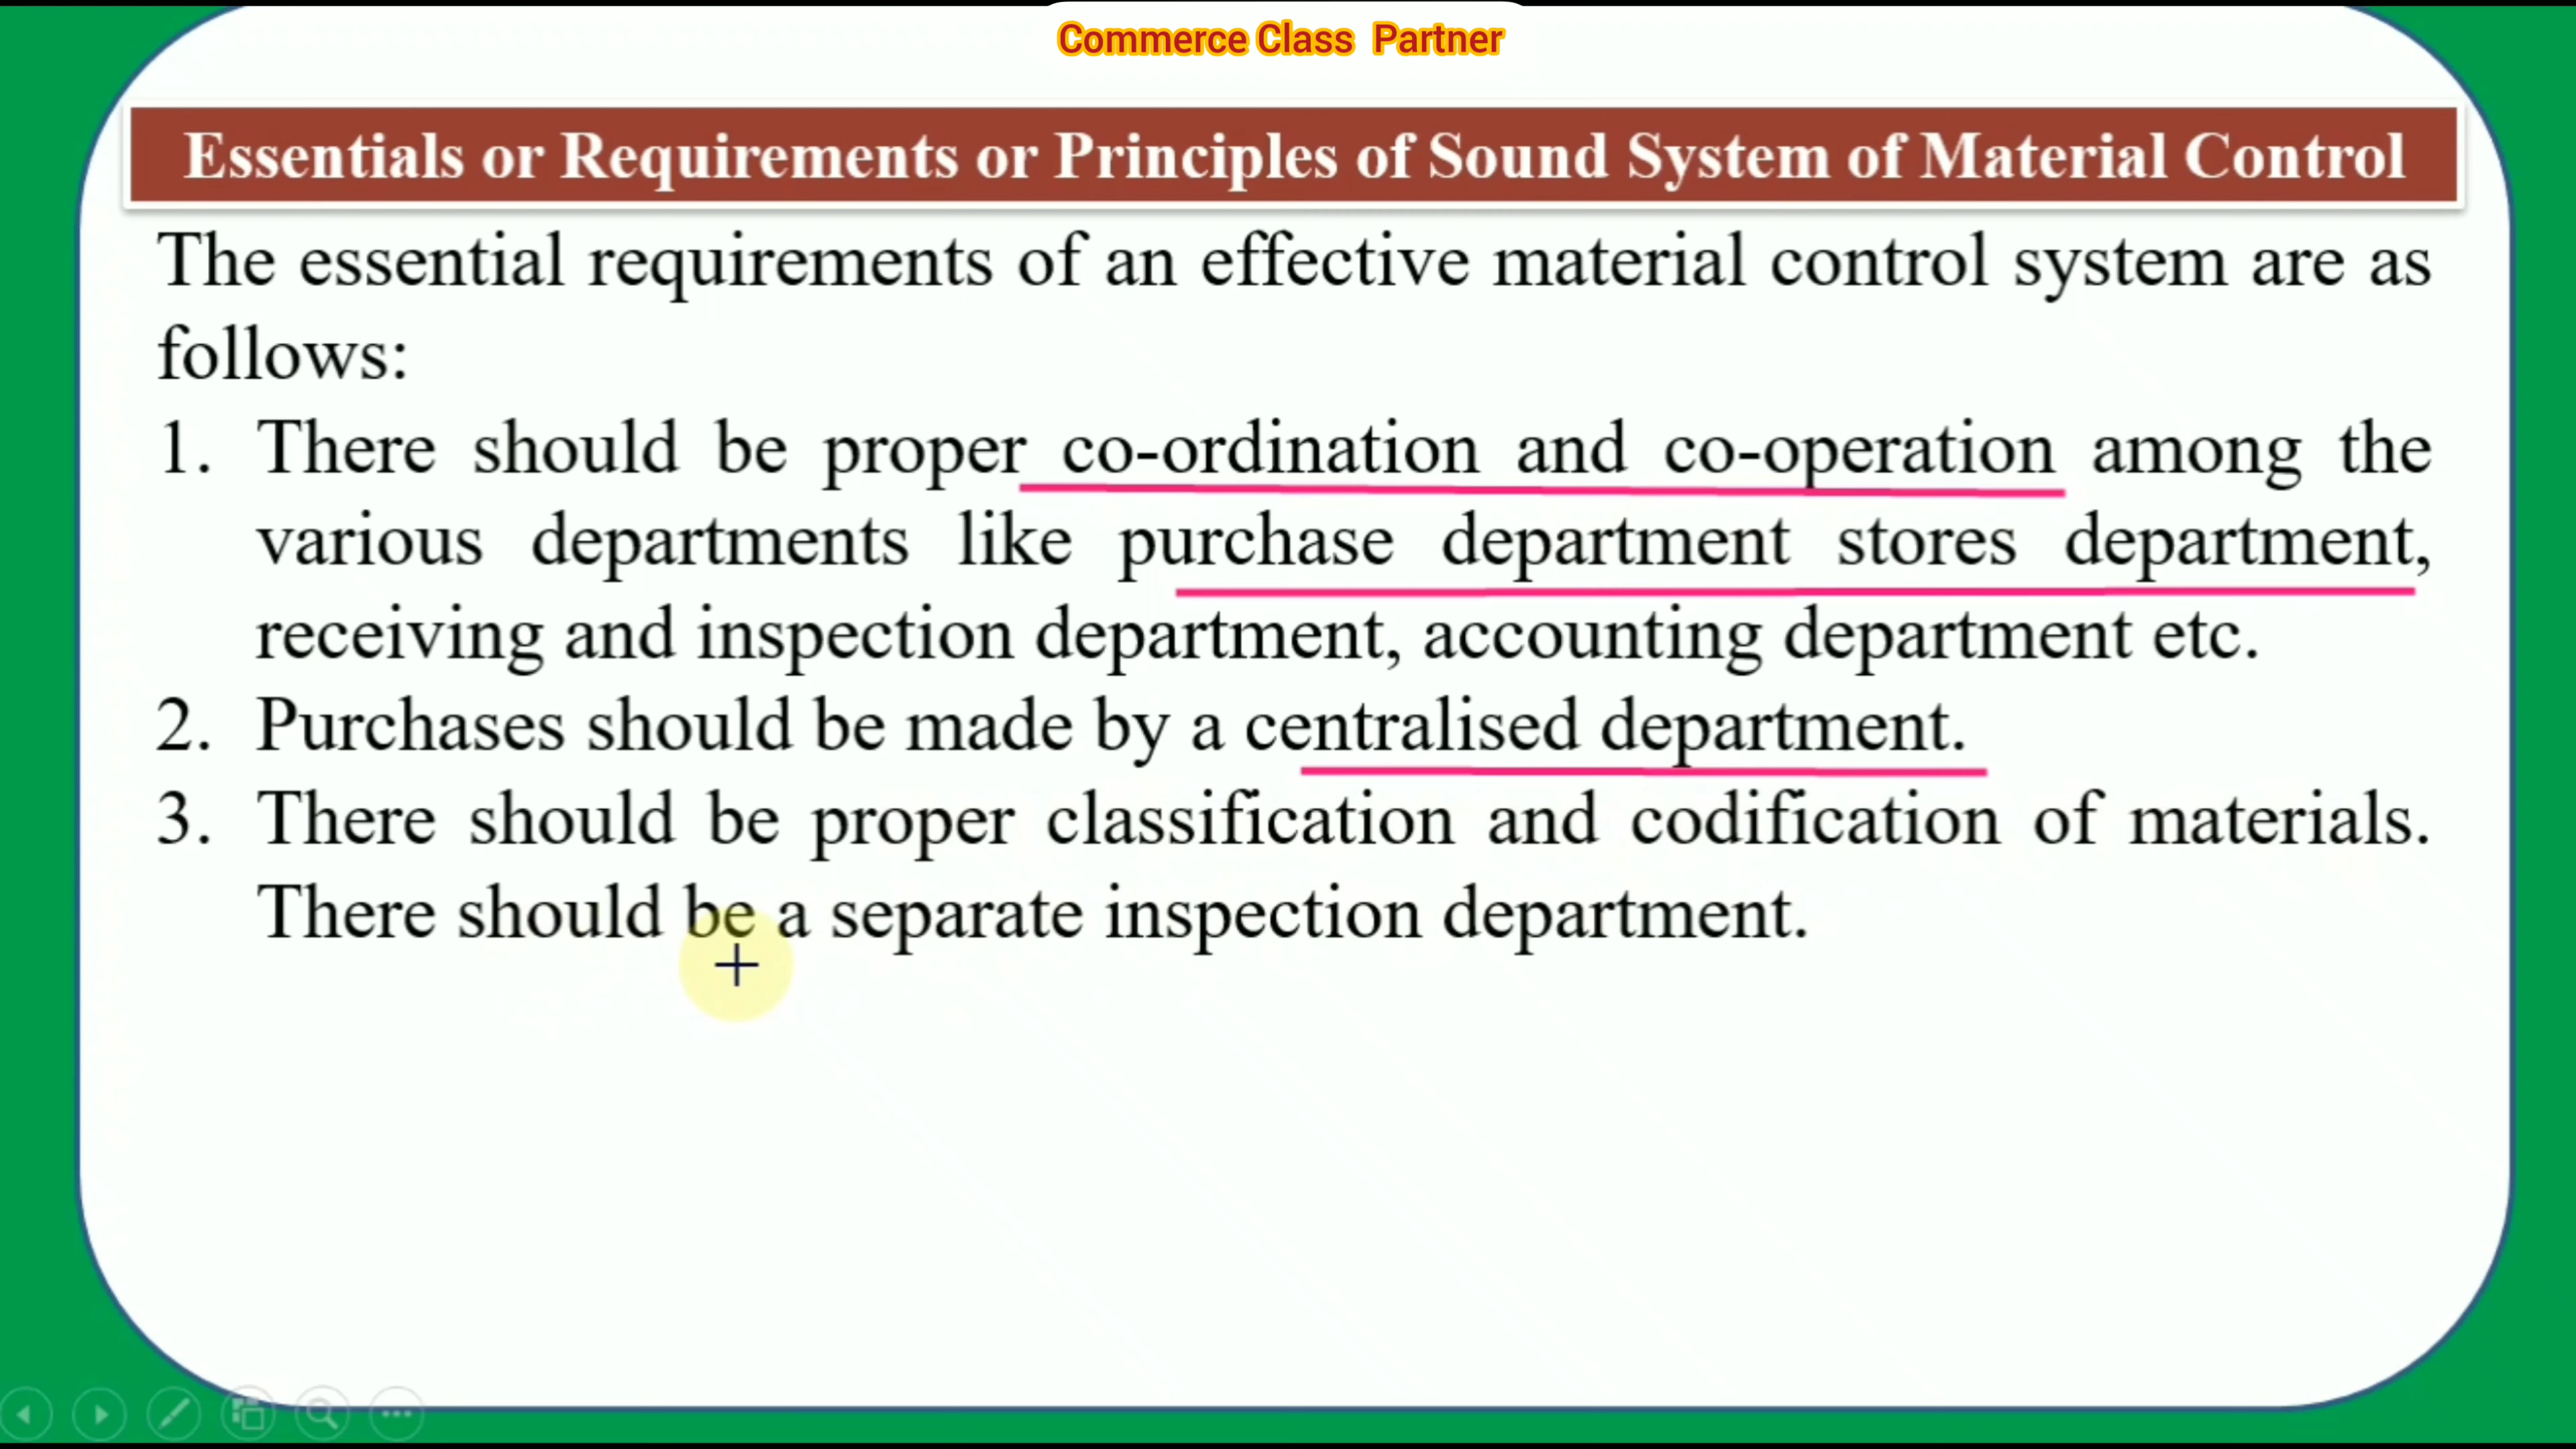 Commerce Class Partner
Essentials or Requirements or Principles of Sound System of Material Control
The essential requirements of an effective material control system are as
follows:
1. There should be proper co-ordination and co-operation among the
various departments like purchase department stores department,
receiving and inspection department, accounting department etc.
2. Purchases should be made by a centralised department.
3. There should be proper classification and codification of materials.
There should be a separate inspection department.